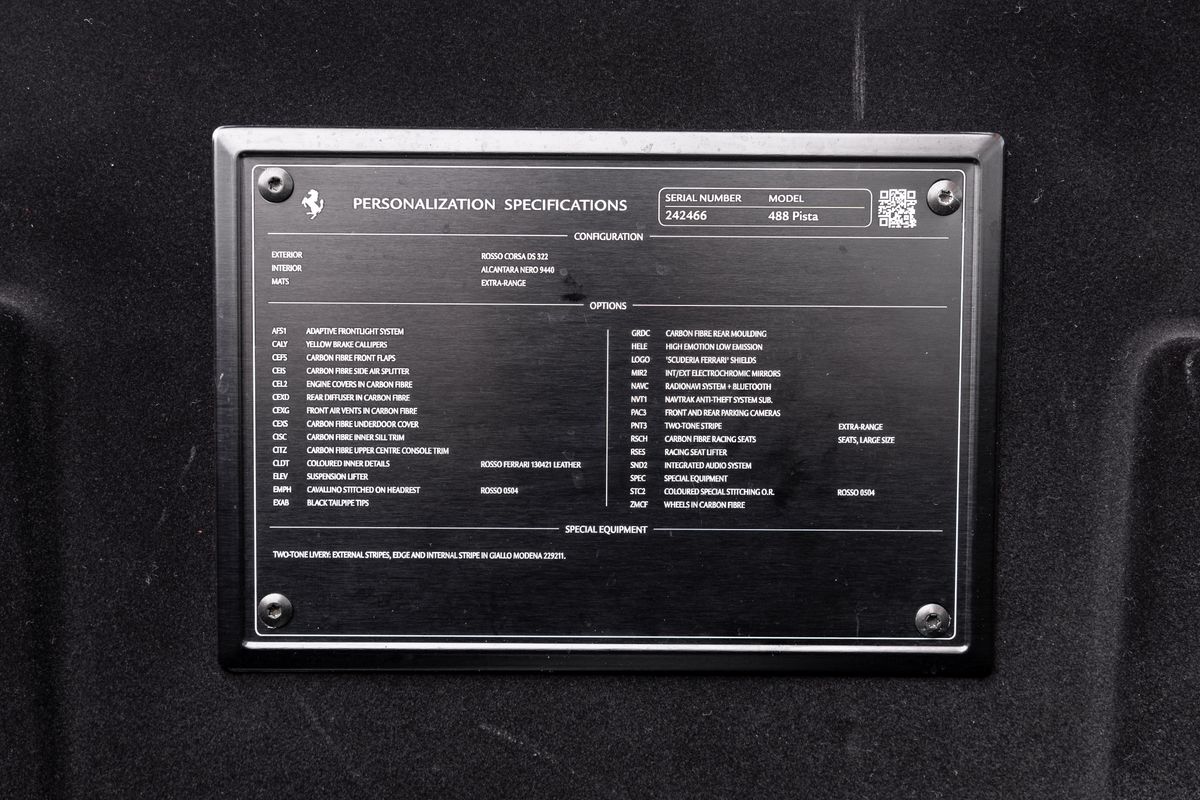 PERSONALIZATION SPECIFICATIONS
SERIAL NUMBER MODEL
242466 488 Pista
CONFIGURATION
EXTERIOR ROSSO CORSA DS 322
INTERIOR ALCANTARA NERO 9440
MATS EXTRA-RANGE
OPTIONS
AFS1 ADAPTIVE FRONTLIGHT SYSTEM
CALY YELLOW BRAKE CALLIPERS
CEFS CARBON FIBRE FRONT FLAPS
CEIS CARBON FIBRE SIDE AIR SPLITTER
CEL2 ENGINE COVERS IN CARBON FIBRE
CEXD REAR DIFFUSER IN CARBON FIBRE
CEXG FRONT AIR VENTS IN CARBON FIBRE
CEXS CARBON FIBRE UNDERDOOR COVER
CISC CARBON FIBRE INNER SILL TRIM
CITZ CARBON FIBRE UPPER CENTRE CONSOLE TRIM
CLDT COLOURED INNER DETAILS ROSSO FERRARI 130421 LEATHER
ELEV SUSPENSION LIFTER
EMPH CAVALLINO STITCHED ON HEADREST ROSSO 0504
EXAB BLACK TAILPIPE TIPS
GRDC CARBON FIBRE REAR MOULDING
HELE HIGH EMOTION LOW EMISSION
LOGO 'SCUDERIA FERRARI' SHIELDS
MIR2 INT/EXT ELECTROCHROMIC MIRRORS
NAVC RADIONAVI SYSTEM + BLUETOOTH
NVT1 NAVTRAK ANTI-THEFT SYSTEM SUB.
PAC3 FRONT AND REAR PARKING CAMERAS
PNT3 TWO-TONE STRIPE EXTRA-RANGE
RSCH CARBON FIBRE RACING SEATS SEATS, LARGE SIZE
RSES RACING SEAT LIFTER
SND2 INTEGRATED AUDIO SYSTEM
SPEC SPECIAL EQUIPMENT
STC2 COLOURED SPECIAL STITCHING O.R. ROSSO 0504
ZMCF WHEELS IN CARBON FIBRE
SPECIAL EQUIPMENT
TWO-TONE LIVERY: EXTERNAL STRIPES, EDGE AND INTERNAL STRIPE IN GIALLO MODENA 229211.